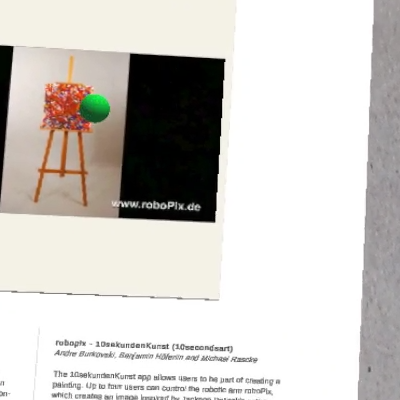 www.roboPix.de
robopix - 10sekundenKunst (10secondsart)
Andre Burkovski, Benjamin Höferlin and Michael Raschke
The 10sekundenKunst app allows users to be part of creating a
painting. Up to four users can control the robotic arm roboPix,
which creates an image inspired by Jackson
n
on-